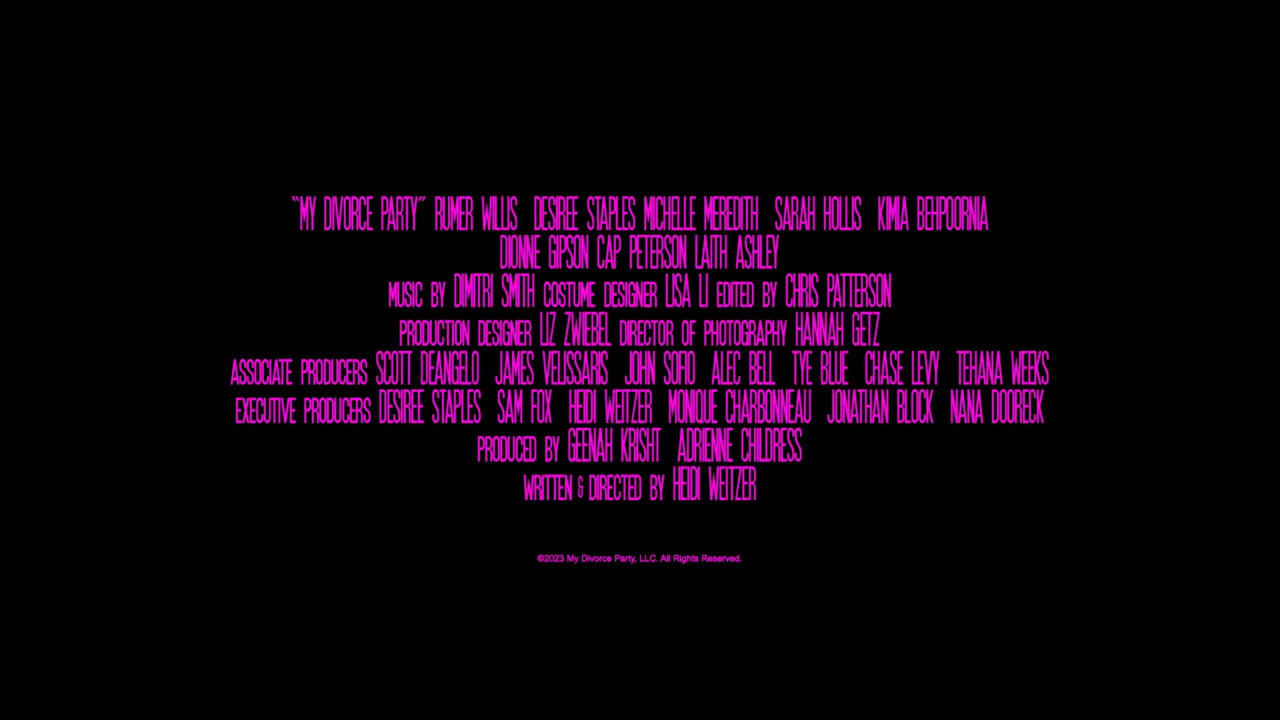 "MY DIVORCE PARTY" RUMER WILLIS DESIREE STAPLES MICHELLE MEREDITH SARAH HOLLIS KIMIA BEHPOORNIA
DIONNE GIPSON CAP PETERSON LAITH ASHLEY
MUSIC BY DIMITRI SMITH COSTUME DESIGNER LISA LI EDITED BY CHRIS PATTERSON
PRODUCTION DESIGNER LIZ ZWIEBEL DIRECTOR OF PHOTOGRAPHY HANNAH GETZ
ASSOCIATE PRODUCERS SCOTT DEANGELO JAMES VELISSARIS JOHN SOFIO ALEC BELL TYE BLUE CHASE LEVY TEHANA WEEKS
EXECUTIVE PRODUCERS DESIREE STAPLES SAM FOX HEIDI WEITZER MONIQUE CHARBONNEAU JONATHAN BLOCK NANA DOORECK
PRODUCED BY GEENAH KRISHT ADRIENNE CHILDRESS
WRITTEN & DIRECTED BY HEIDI WEITZER
©2023 My Divorce Party, LLC. All Rights Reserved.